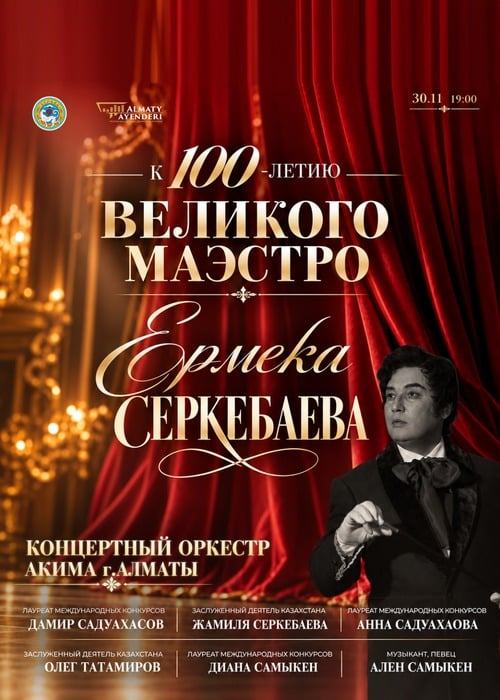 ALMATY
ÁYENDERI
30.11 19:00
К 100-ЛЕТИЮ
ВЕЛИКОГО
МАЭСТРО
Ермека
СЕРКЕБАЕВА
КОНЦЕРТНЫЙ ОРКЕСТР
АКИМА г.АЛМАТЫ
ЛАУРЕАТ МЕЖДУНАРОДНЫХ КОНКУРСОВ
ДАМИР САДУАХАСОВ
ЗАСЛУЖЕННЫЙ ДЕЯТЕЛЬ КАЗАХСТАНА
ЖАМИЛЯ СЕРКЕБАЕВА
ЛАУРЕАТ МЕЖДУНАРОДНЫХ КОНКУРСОВ
АННА САДУАХАОВА
ЗАСЛУЖЕННЫЙ ДЕЯТЕЛЬ КАЗАХСТАНА
ОЛЕГ ТАТАМИРОВ
ЛАУРЕАТ МЕЖДУНАРОДНЫХ КОНКУРСОВ
ДИАНА САМЫКЕН
МУЗЫКАНТ, ПЕВЕЦ
АЛЕН САМЫКЕН